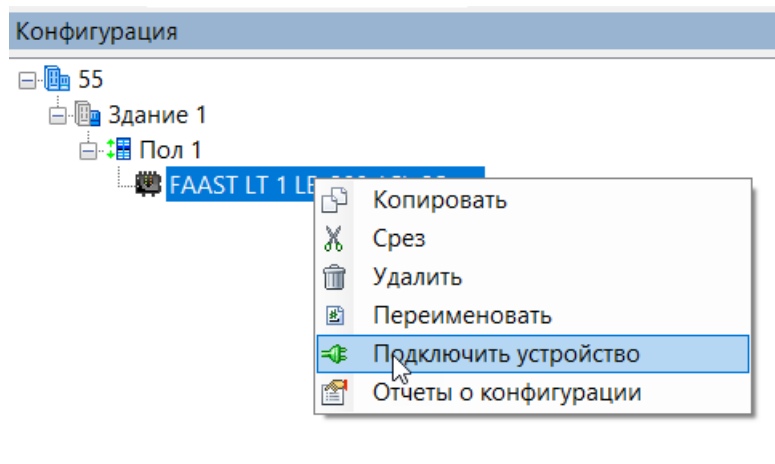 Конфигурация
55
Здание 1
Пол 1
FAAST LT 1
Копировать
Срез
Удалить
Переименовать
Подключить устройство
Отчеты о конфигурации